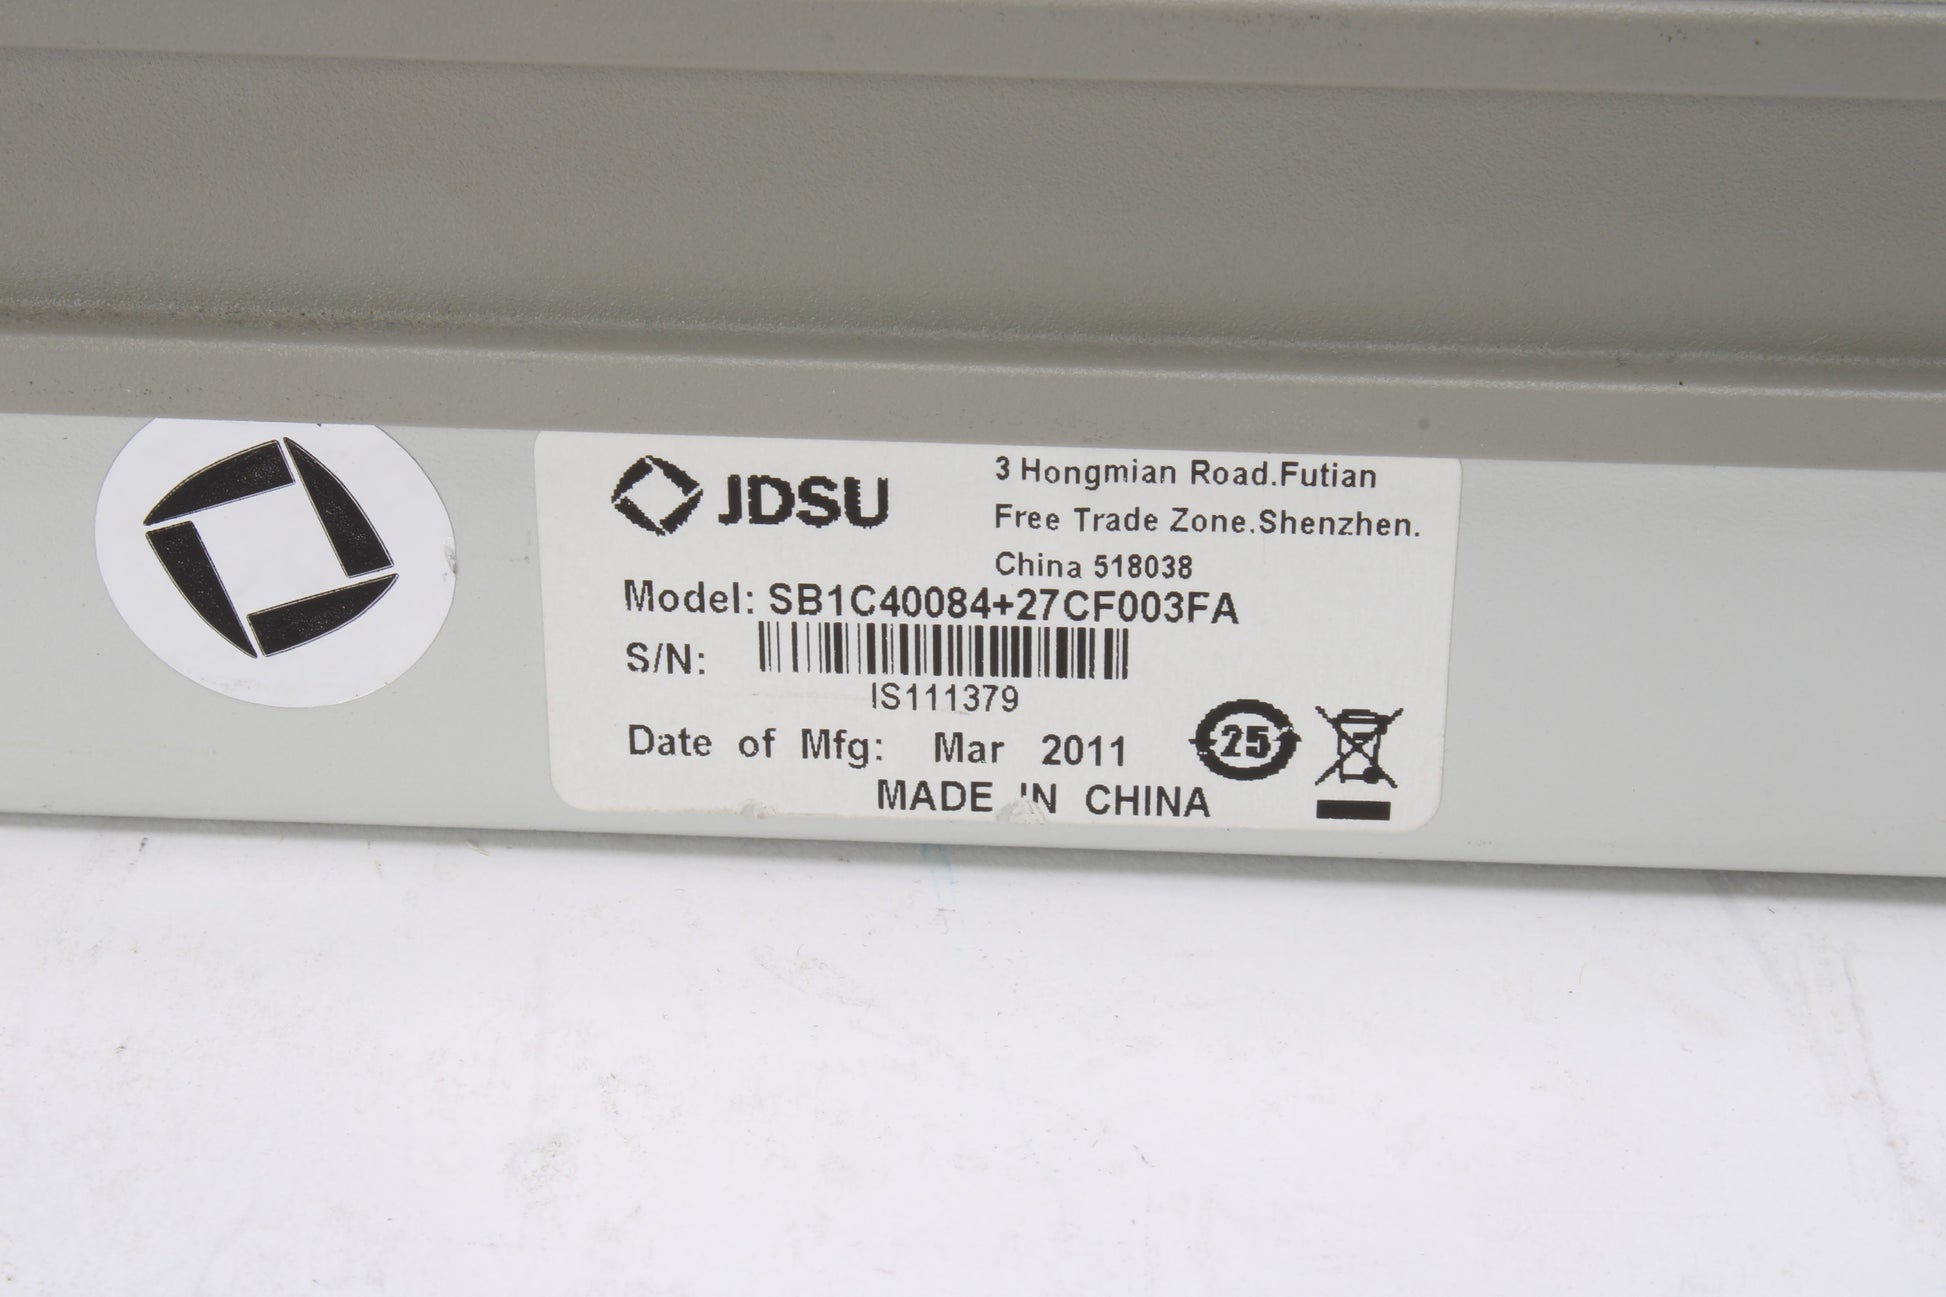 JDSU
3 Hongmian Road.Futian
Free Trade Zone.Shenzhen.
China 518038
Model: SB1C40084+27CF003FA
S/N:
IS111379
Date of Mfg: Mar 2011
25
MADE IN CHINA